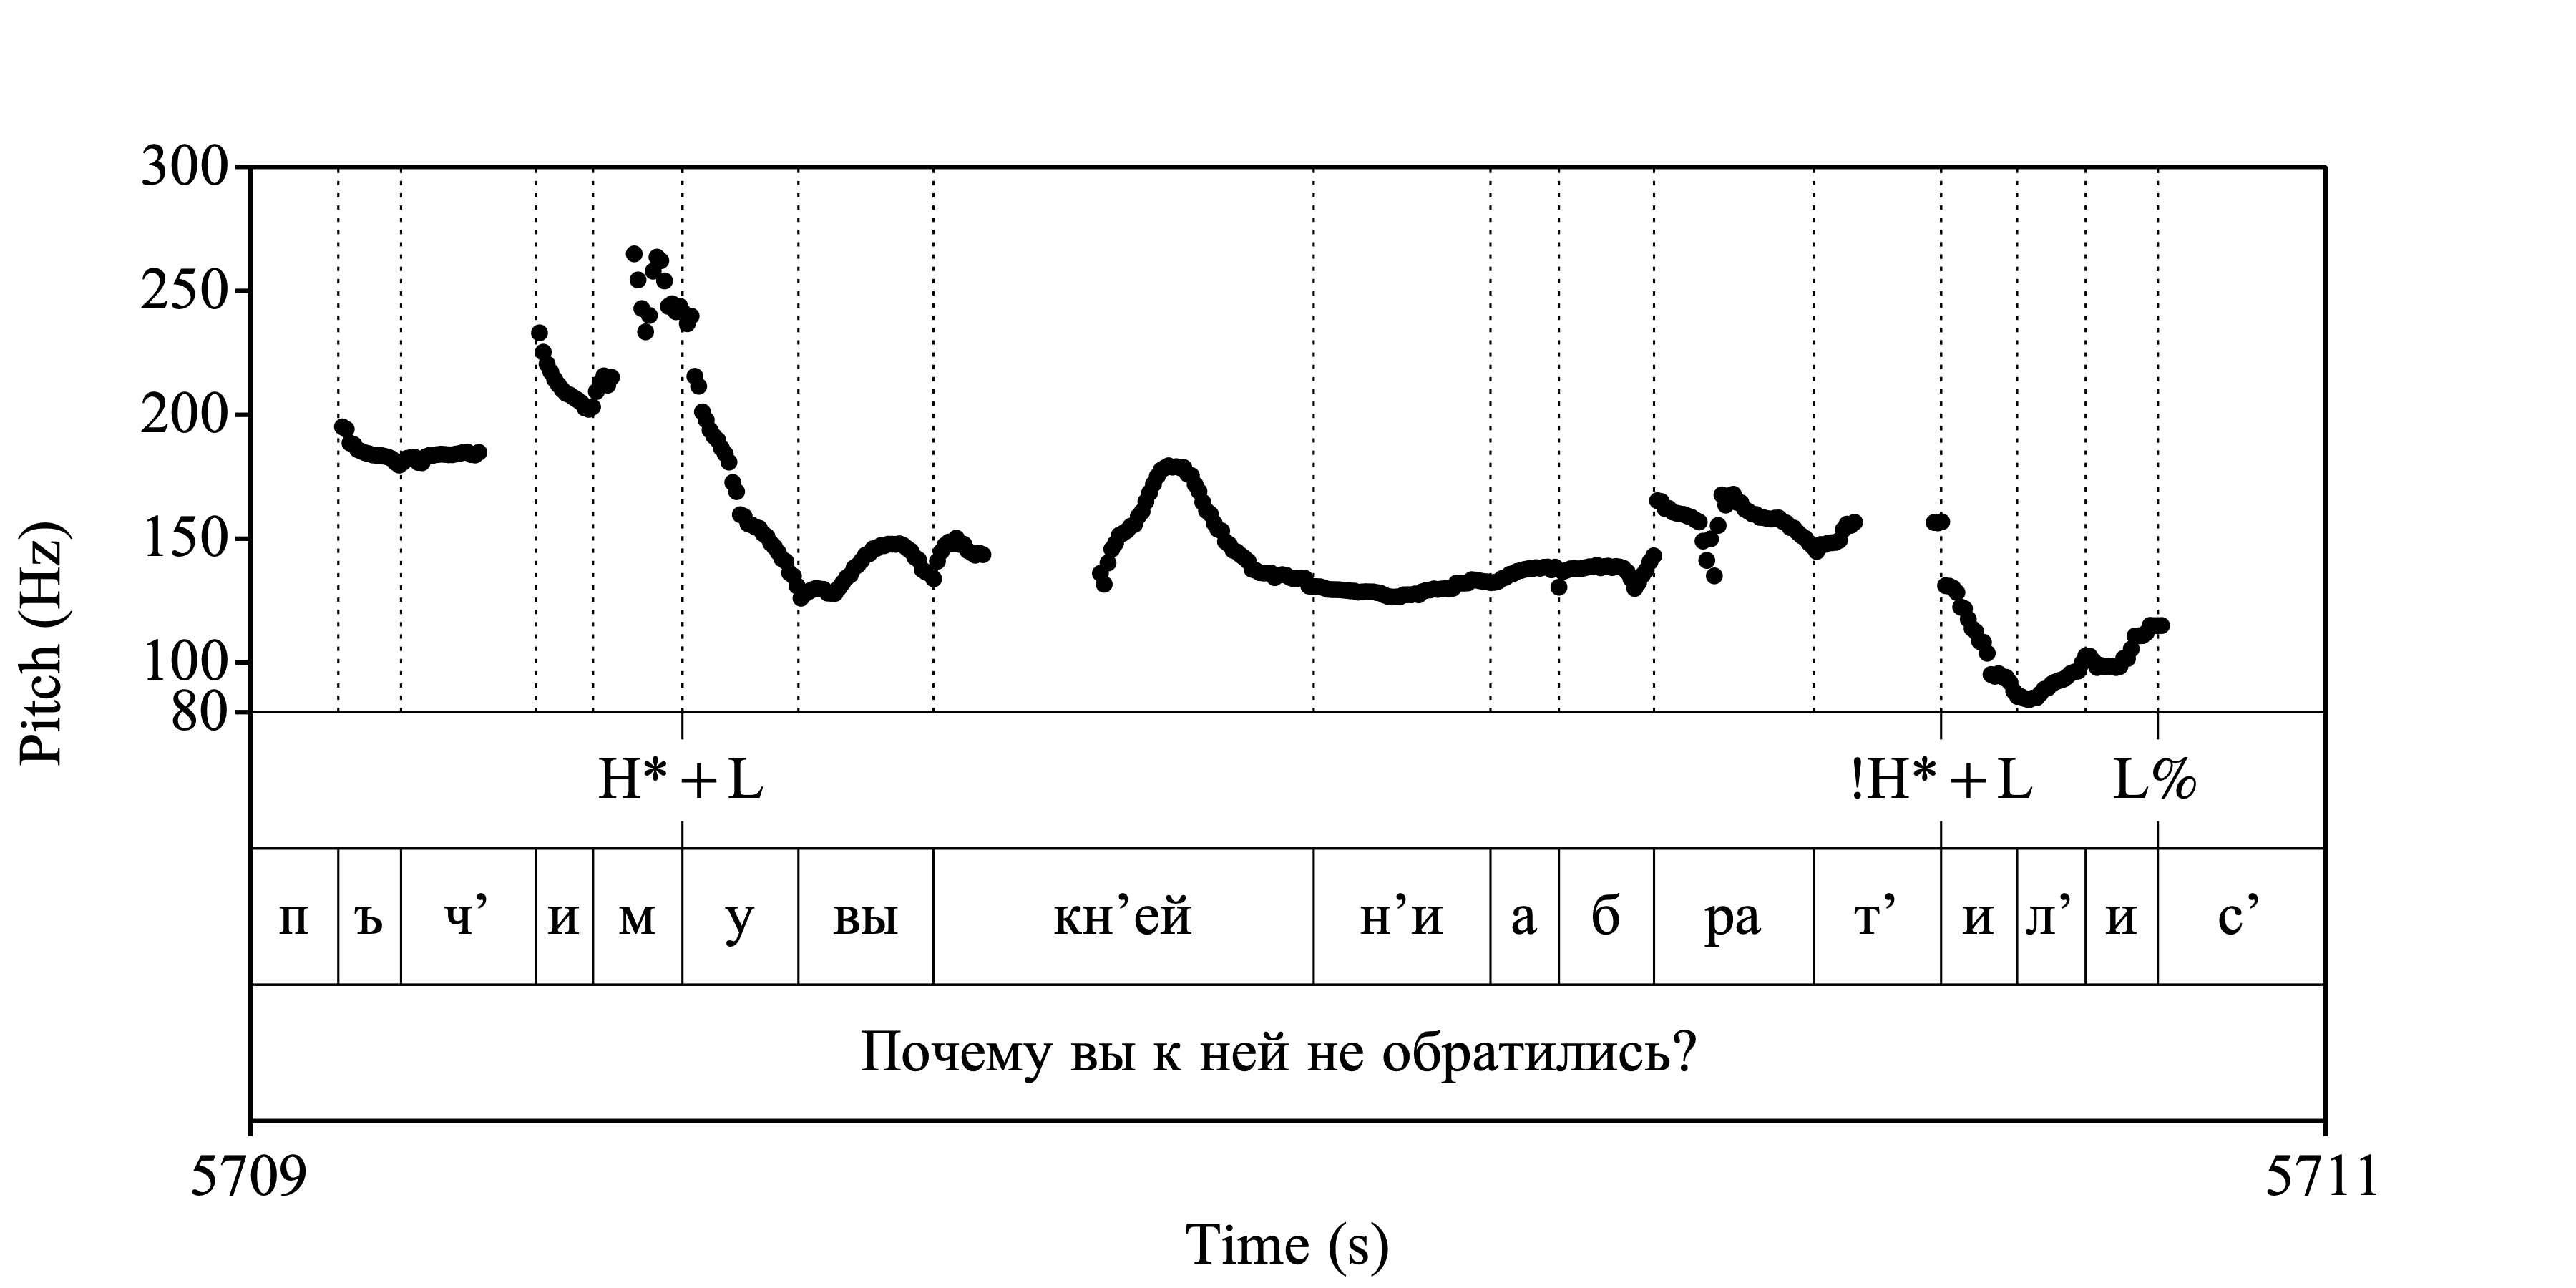 300
250
200
150
100
80
Pitch (Hz)
H* + L !H* + L L%
п ъ ч’ и м у вы кн’ей н’и а б ра т’ и л’ и с’
Почему вы к ней не обратились?
5709 5711
Time (s)